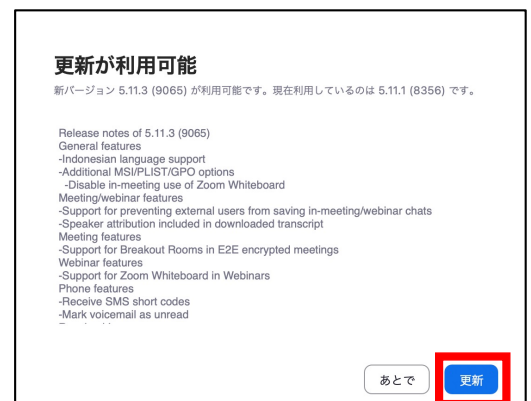 更新が利用可能
新バージョン 5.11.3 (9065) が利用可能です。現在利用しているのは 5.11.1 (8356) です。
Release notes of 5.11.3 (9065)
General features
-Indonesian language support
-Additional MSI/PLIST/GPO options
-Disable in-meeting use of Zoom Whiteboard
Meeting/webinar features
-Support for preventing external users from saving in-meeting/webinar chats
-Speaker attribution included in downloaded transcript
Meeting features
-Support for Breakout Rooms in E2E encrypted meetings
Webinar features
-Support for Zoom Whiteboard in Webinars
Phone features
-Receive SMS short codes
-Mark voicemail as unread
あとで
更新